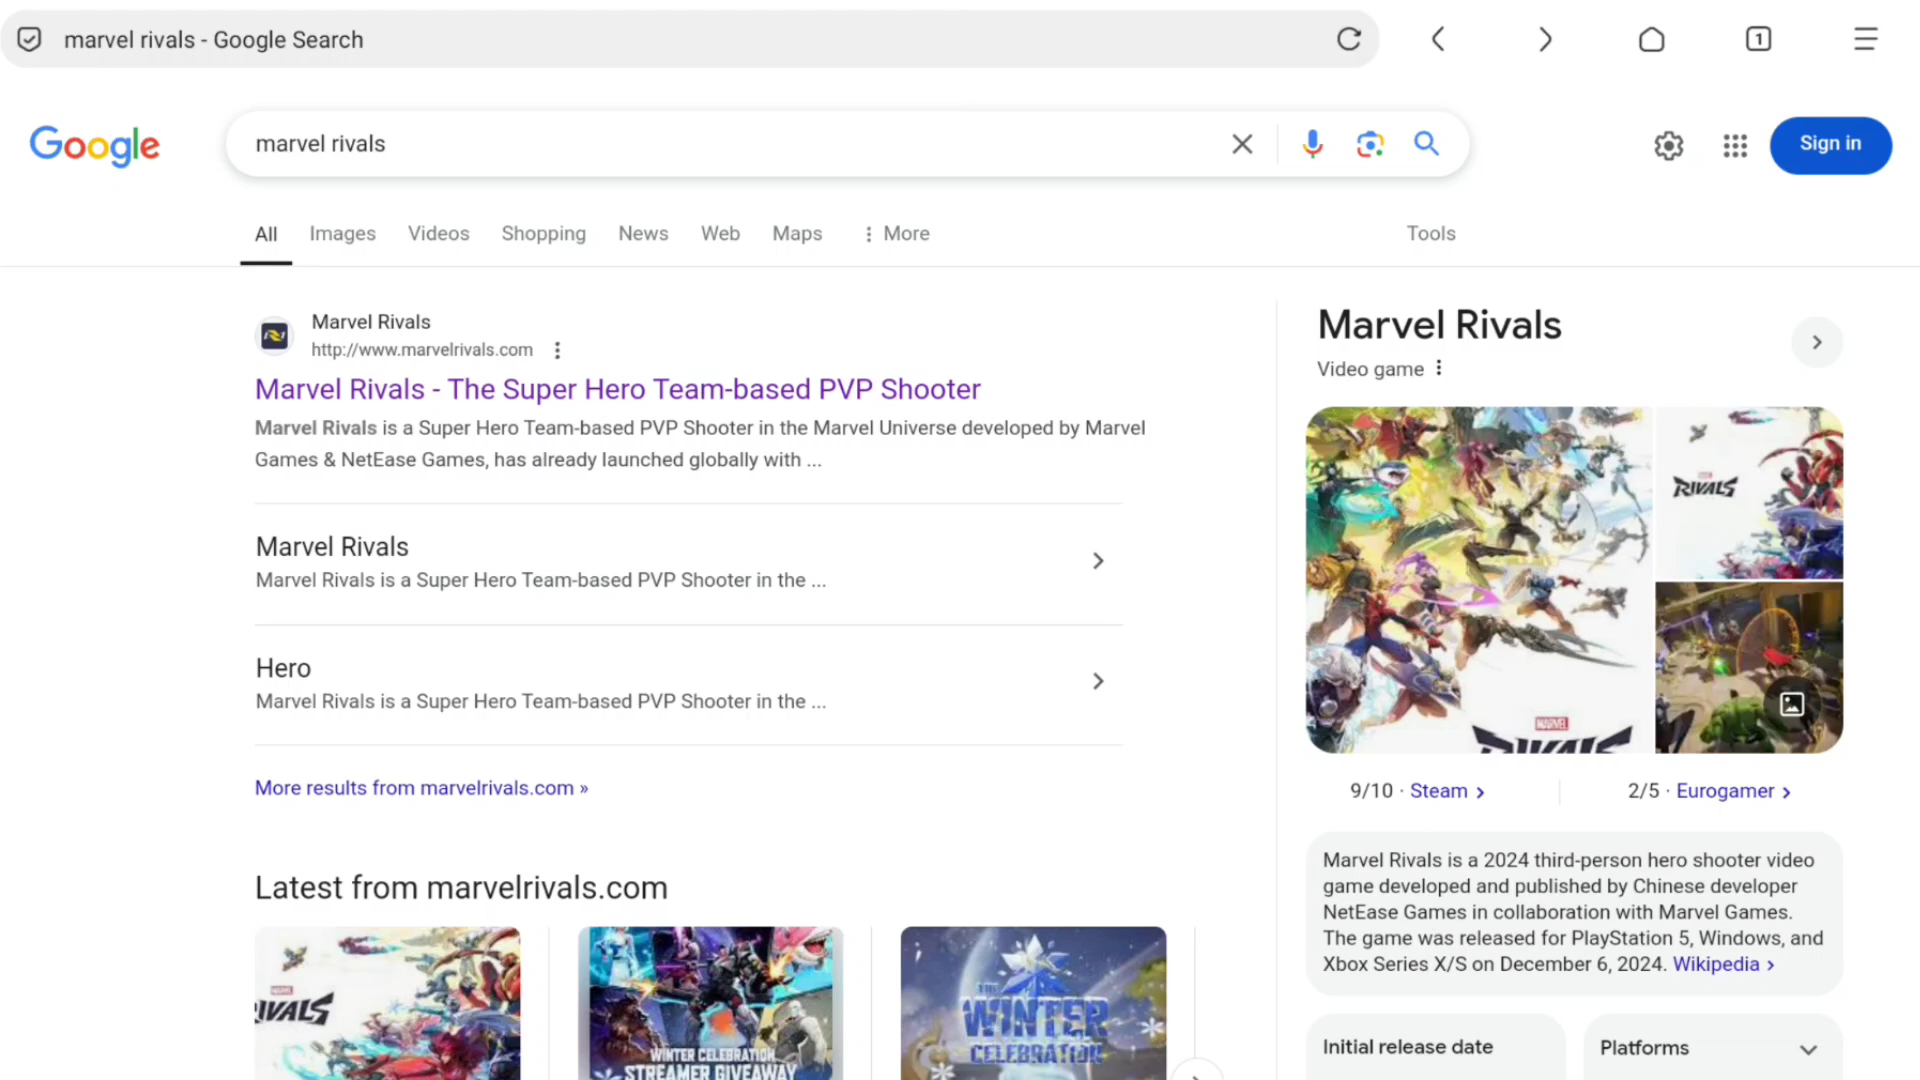 marvel rivals - Google Search
1
Google
marvel rivals
Sign in
All
Images
Videos
Shopping
News
Web
Maps
More
Tools
Marvel Rivals
http://www.marvelrivals.com
Marvel Rivals - The Super Hero Team-based PVP Shooter
Marvel Rivals is a Super Hero Team-based PVP Shooter in the Marvel Universe developed by Marvel
Games & NetEase Games, has already launched globally with ...
Marvel Rivals
Marvel Rivals is a Super Hero Team-based PVP Shooter in the ...
Hero
Marvel Rivals is a Super Hero Team-based PVP Shooter in the ...
More results from marvelrivals.com »
Latest from marvelrivals.com
MARVEL
IVALS
WINTER CELEBRATION
STREAMER GIVEAWAY
THE
WINTER
CELEBRATION
Marvel Rivals
Video game
RIVALS
MARVEL
RIVALS
9/10 · Steam >
2/5 · Eurogamer >
Marvel Rivals is a 2024 third-person hero shooter video
game developed and published by Chinese developer
NetEase Games in collaboration with Marvel Games.
The game was released for PlayStation 5, Windows, and
Xbox Series X/S on December 6, 2024. Wikipedia >
Initial release date
Platforms